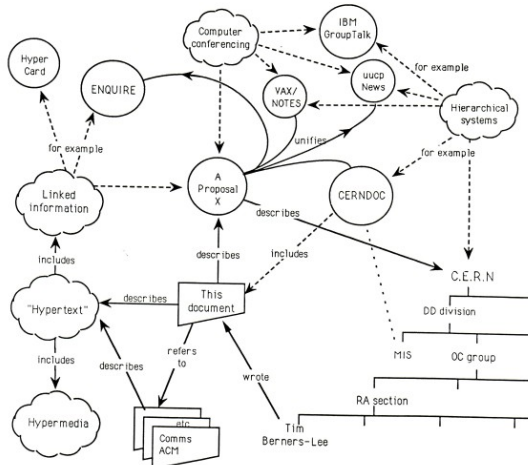 Computer
conferencing
IBM
GroupTalk
Hyper
Card
ENQUIRE
VAX/
NOTES
uucp
News
for example
Hierarchical
systems
unifies
for example
for example
A
Proposal
X
CERNDOC
Linked
information
describes
includes
describes
includes
C.E.R.N
This
document
describes
"Hypertext"
DD division
refers
to
includes
describes
MIS
OC group
wrote
RA section
Hypermedia
etc
Comms
ACM
Tim
Berners-Lee